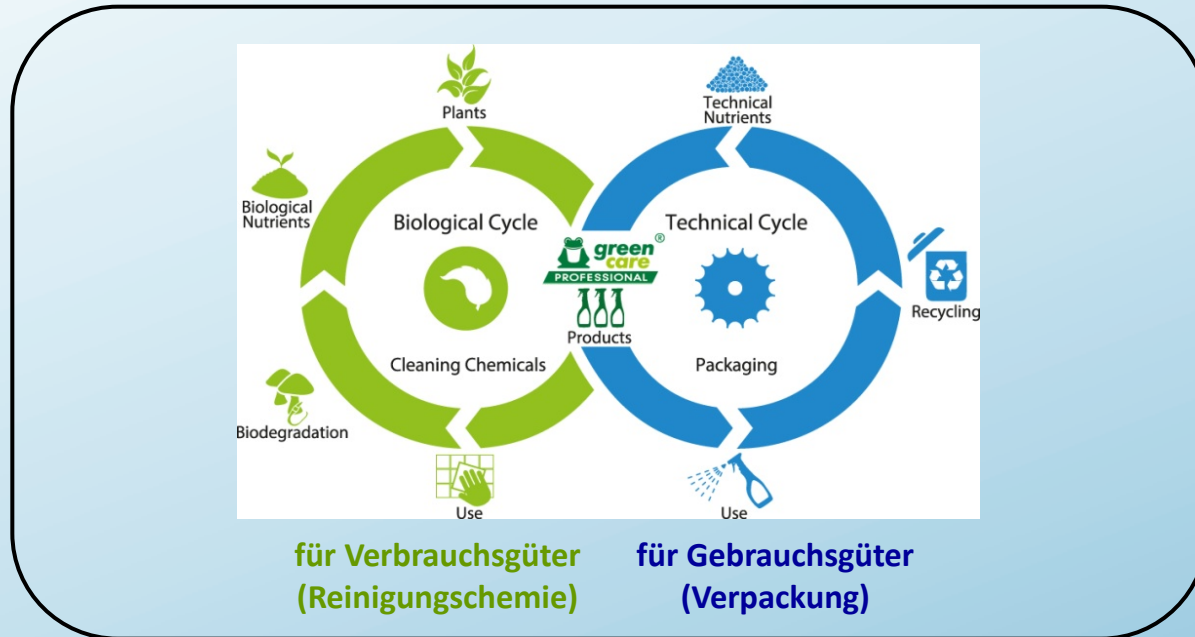 Plants
Technical
Nutrients
Biological
Nutrients
Biological Cycle
Technical Cycle
green
care
®
PROFESSIONAL
Products
Recycling
Cleaning Chemicals
Packaging
Biodegradation
Use
Use
für Verbrauchsgüter
(Reinigungschemie)
für Gebrauchsgüter
(Verpackung)